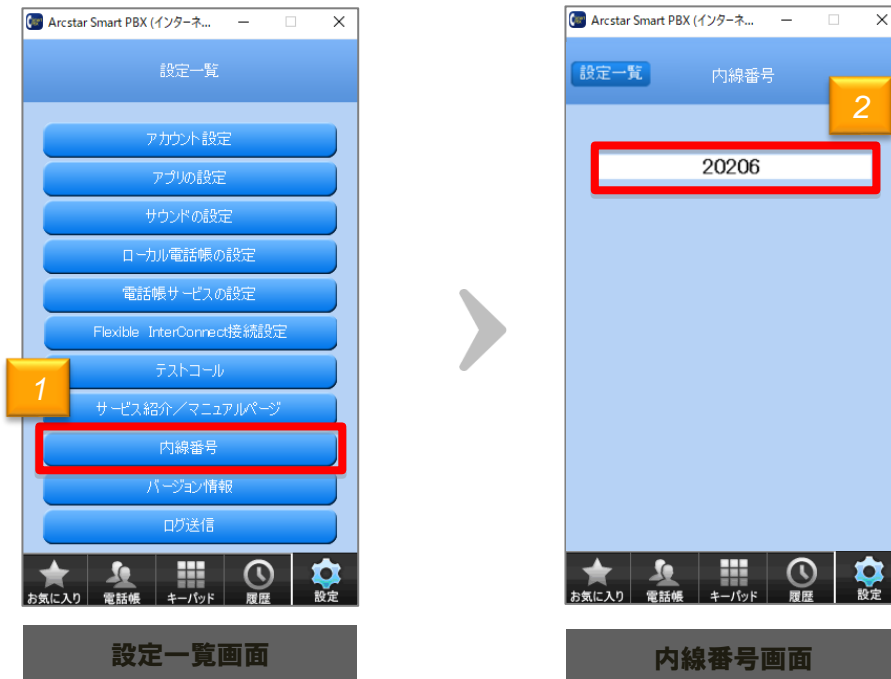 Arcstar Smart PBX (インターネ...
設定一覧
アカウント設定
アプリの設定
サウンドの設定
ローカル電話帳の設定
電話帳サービスの設定
Flexible InterConnect接続設定
テストコール
1
サービス紹介／マニュアルページ
内線番号
バージョン情報
ログ送信
お気に入り
電話帳
キーパッド
履歴
設定
設定一覧画面
Arcstar Smart PBX (インターネ...
設定一覧
内線番号
2
20206
お気に入り
電話帳
キーパッド
履歴
設定
内線番号画面